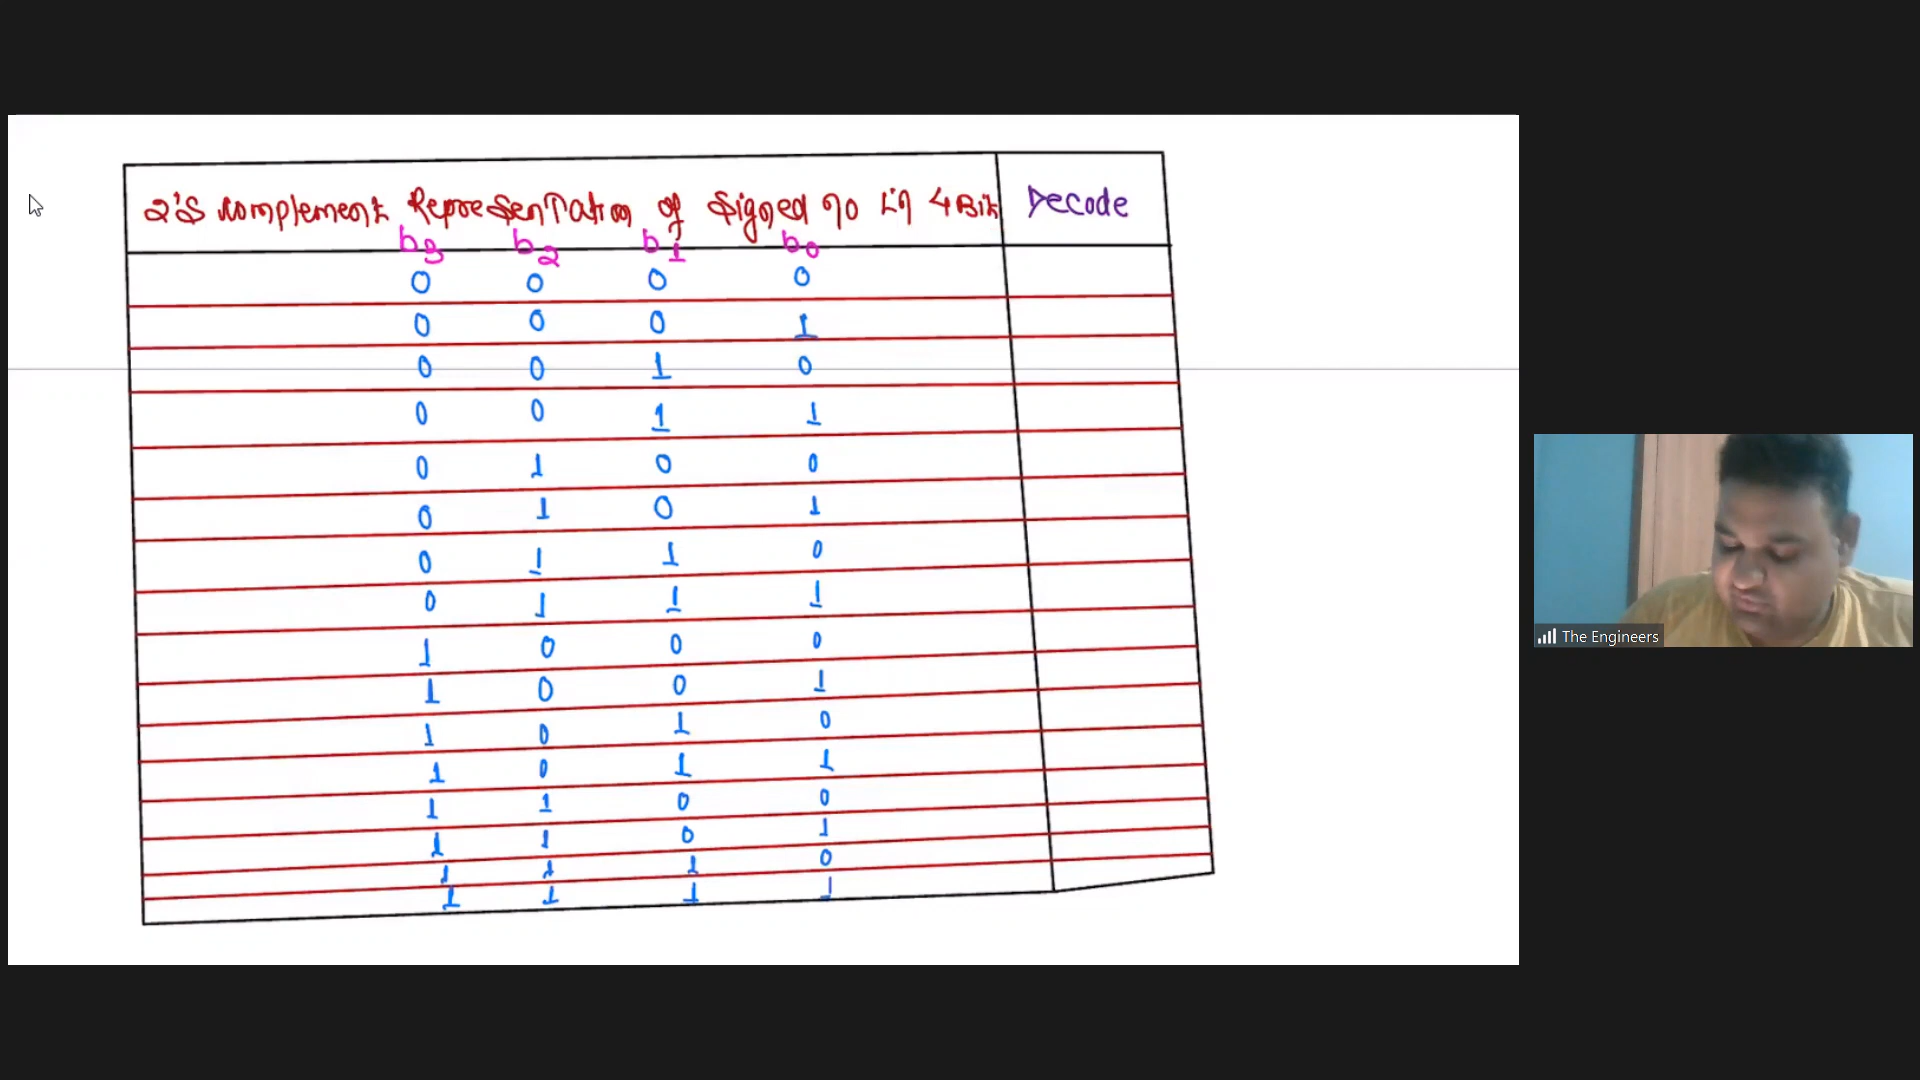 2's complement Representation of Signed no in 4 Bit Decode
b3 b2 b1 b0
0 0 0 0
0 0 0 1
0 0 1 0
0 0 1 1
0 1 0 0
0 1 0 1
0 1 1 0
0 1 1 1
1 0 0 0
1 0 0 1
1 0 1 0
1 0 1 1
1 1 0 0
1 1 0 1
1 1 1 0
1 1 1 1
The Engineers